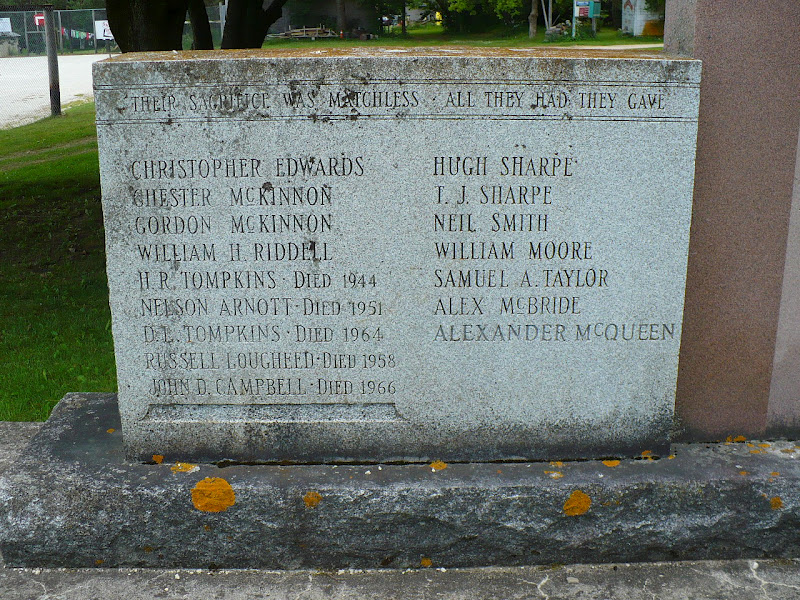 THEIR SACRIFICE WAS MATCHLESS · ALL THEY HAD THEY GAVE
CHRISTOPHER EDWARDS
CHESTER McKINNON
GORDON McKINNON
WILLIAM H. RIDDELL
H.R. TOMPKINS · DIED 1944
NELSON ARNOTT · DIED 1951
D.L. TOMPKINS · DIED 1964
RUSSELL LOUGHEED · DIED 1958
JOHN D. CAMPBELL · DIED 1966
HUGH SHARPE
T. J. SHARPE
NEIL SMITH
WILLIAM MOORE
SAMUEL A. TAYLOR
ALEX McBRIDE
ALEXANDER McQUEEN